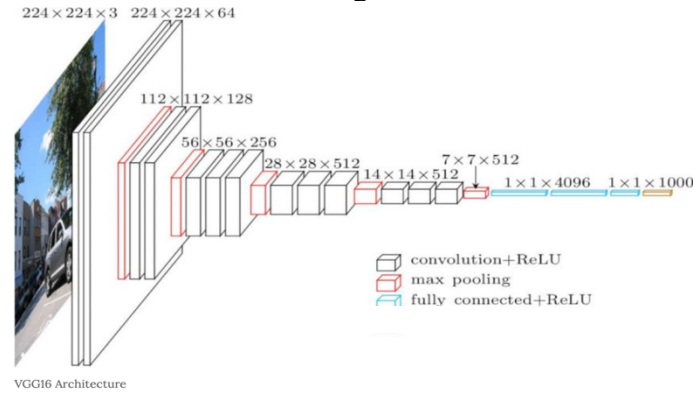 224×224×3
224×224×64
112×112×128
56×56×256
28×28×512
14×14×512
7×7×512
1×1×4096
1×1×1000
convolution+ReLU
max pooling
fully connected+ReLU
VGG16 Architecture